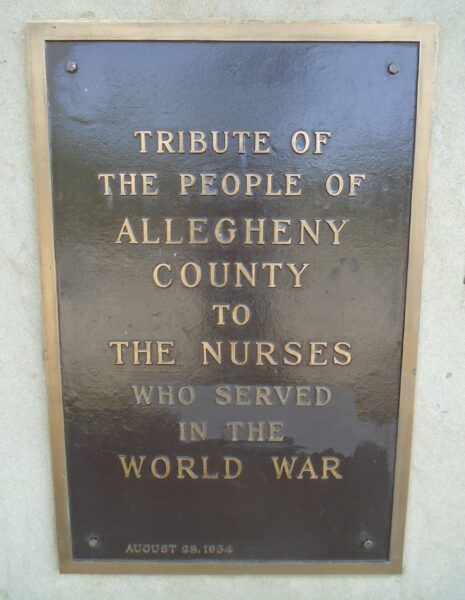 TRIBUTE OF
THE PEOPLE OF
ALLEGHENY
COUNTY
TO
THE NURSES
WHO SERVED
IN THE
WORLD WAR
AUGUST 25, 1934